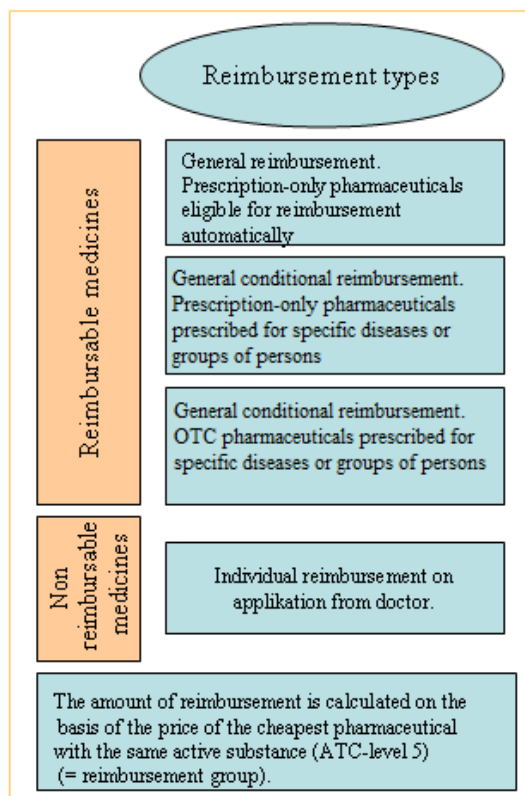 Reimbursement types
Reimbursable medicines
General reimbursement.
Prescription-only pharmaceuticals
eligible for reimbursement
automatically
General conditional reimbursement.
Prescription-only pharmaceuticals
prescribed for specific diseases or
groups of persons
General conditional reimbursement.
OTC pharmaceuticals prescribed for
specific diseases or groups of persons
Non
reimbursable
medicines
Individual reimbursement on
applikation from doctor.
The amount of reimbursement is calculated on the
basis of the price of the cheapest pharmaceutical
with the same active substance (ATC-level 5)
(= reimbursement group).